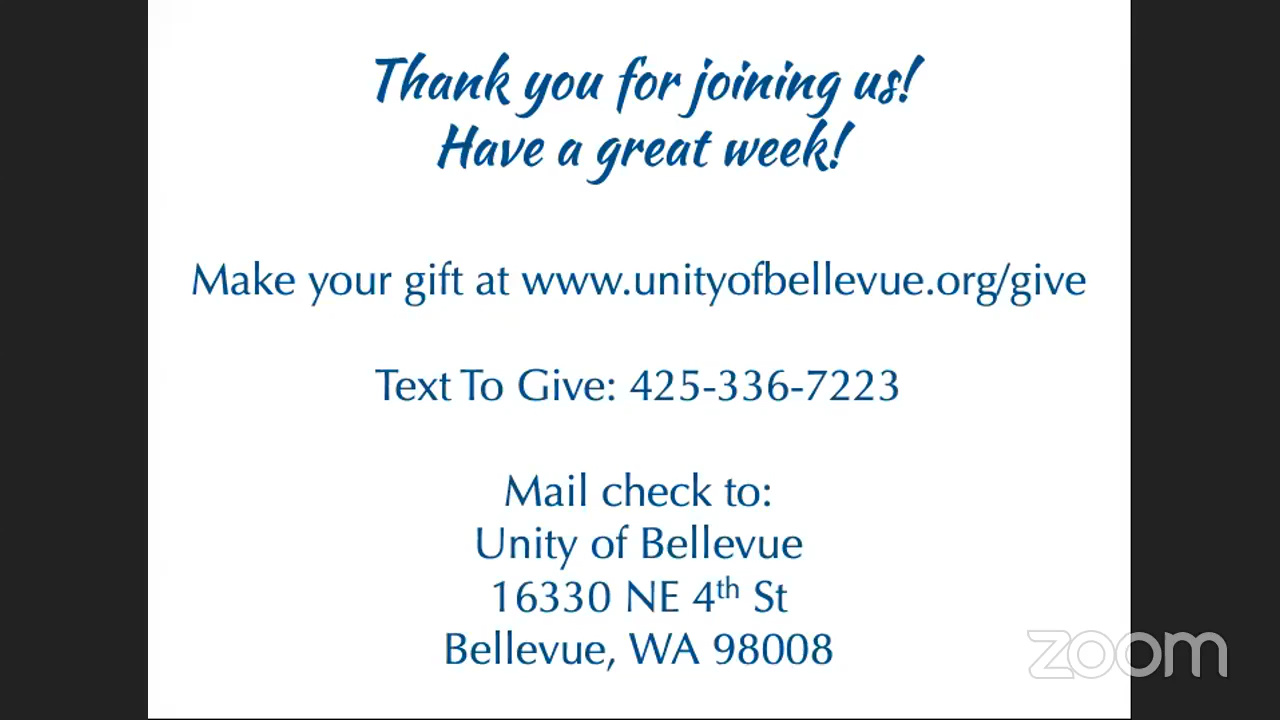 Thank you for joining us!
Have a great week!
Make your gift at www.unityofbellevue.org/give
Text To Give: 425-336-7223
Mail check to:
Unity of Bellevue
16330 NE 4th St
Bellevue, WA 98008
zoom